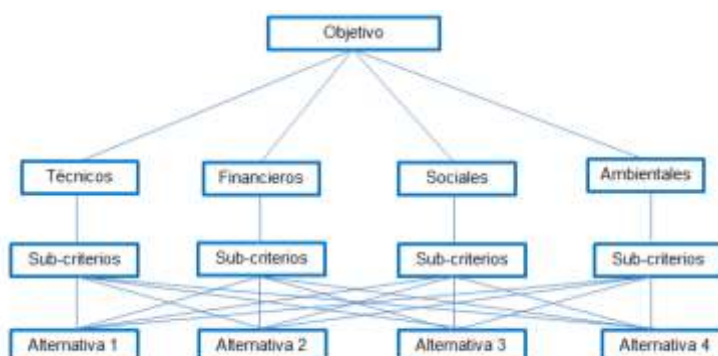 Objetivo
Técnicos
Financieros
Sociales
Ambientales
Sub-criterios
Sub-criterios
Sub-criterios
Sub-criterios
Alternativa 1
Alternativa 2
Alternativa 3
Alternativa 4